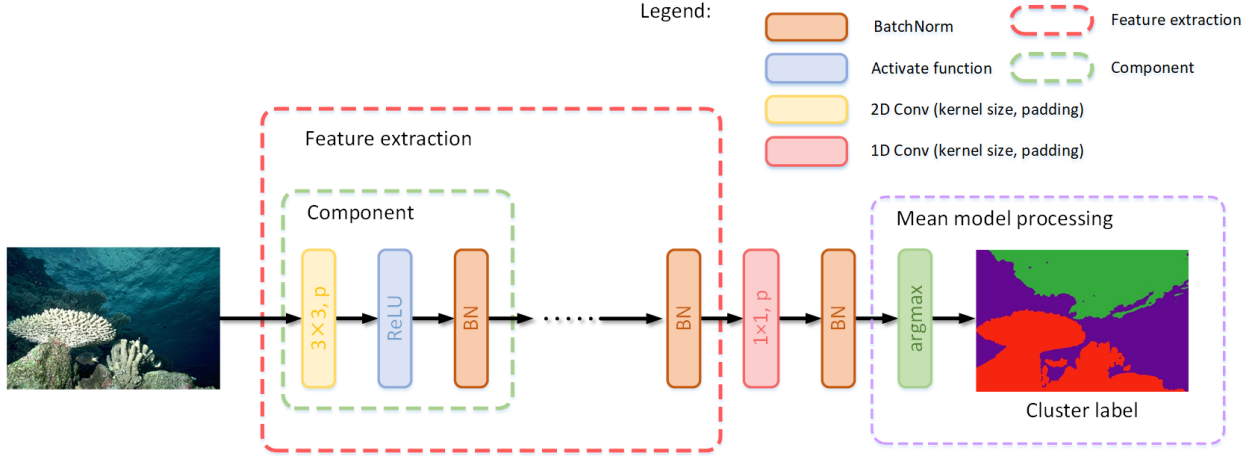 Legend:
BatchNorm
Feature extraction
Activate function
Component
2D Conv (kernel size, padding)
1D Conv (kernel size, padding)
Feature extraction
Component
Mean model processing
3×3, p
ReLU
BN
......
BN
1×1, p
BN
argmax
Cluster label